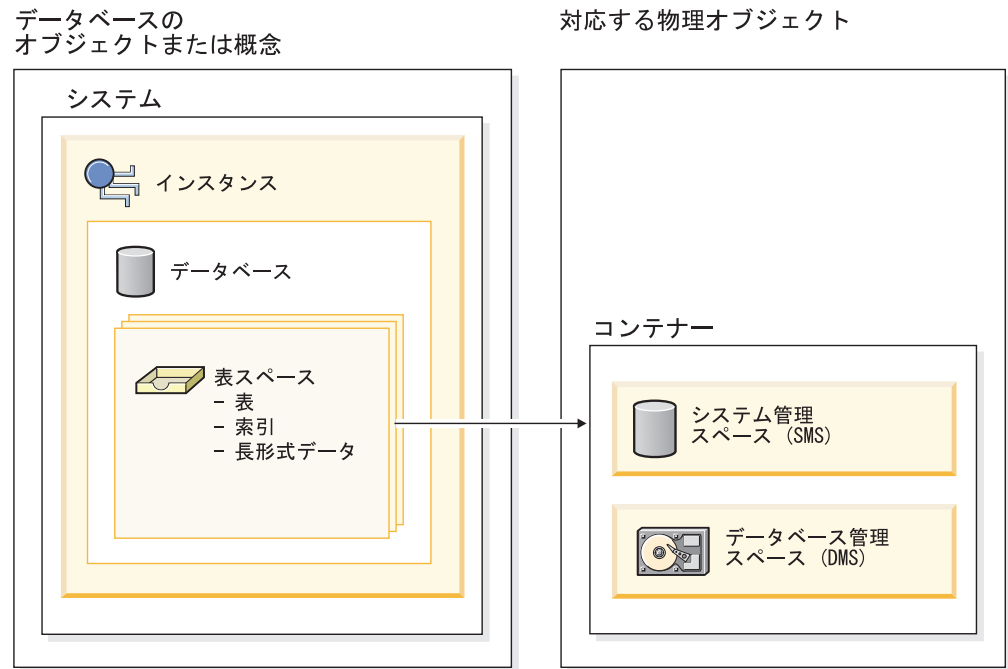 データベースの
オブジェクトまたは概念
対応する物理オブジェクト
システム
インスタンス
データベース
表スペース
- 表
- 索引
- 長形式データ
コンテナー
システム管理
スペース (SMS)
データベース管理
スペース (DMS)